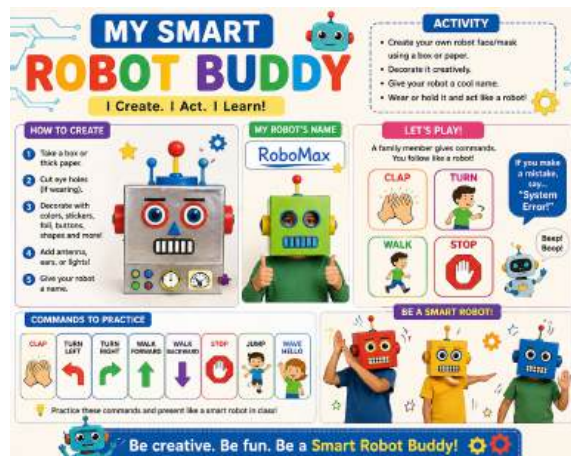 MY SMART
ROBOT BUDDY
I Create. I Act. I Learn!
ACTIVITY
• Create your own robot face/mask
using a box or paper.
• Decorate it creatively.
• Give your robot a cool name.
• Wear or hold it and act like a robot!
HOW TO CREATE
1 Take a box or
thick paper.
2 Cut eye holes
(if wearing).
3 Decorate with
colors, stickers,
foil, buttons,
shapes and more!
4 Add antenna,
ears, or lights!
5 Give your robot
a name.
MY ROBOT'S NAME
RoboMax
LET'S PLAY!
A family member gives commands.
You follow like a robot!
CLAP
TURN
WALK
STOP
If you make
a mistake,
say...
"System
Error!"
Beep!
Boop!
COMMANDS TO PRACTICE
CLAP
TURN
LEFT
TURN
RIGHT
WALK
FORWARD
WALK
BACKWARD
STOP
JUMP
WAVE
HELLO
Practice these commands and present like a smart robot in class!
BE A SMART ROBOT!
Be creative. Be fun. Be a Smart Robot Buddy!